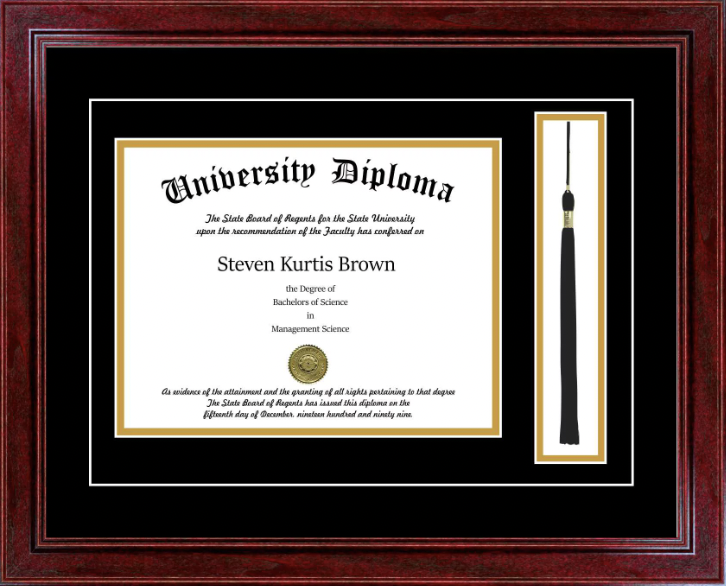 University Diploma
The State Board of Regents for the State University
upon the recommendation of the Faculty has conferred on
Steven Kurtis Brown
the Degree of
Bachelors of Science
in
Management Science
As evidence of the attainment and the granting of all rights pertaining to that degree
The State Board of Regents has issued this diploma on the
fifteenth day of December, nineteen hundred and ninety nine.